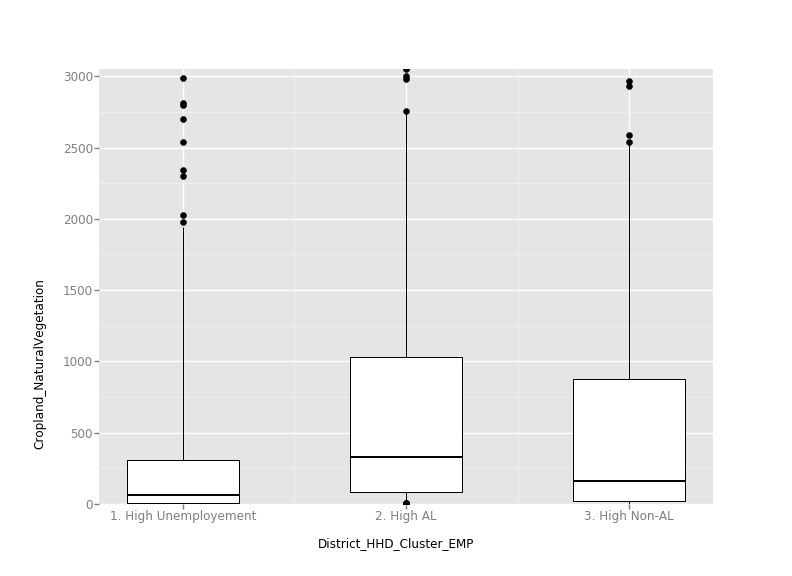 Cropland_NaturalVegetation
3000
2500
2000
1500
1000
500
0
1. High Unemployement 2. High AL 3. High Non-AL
District_HHD_Cluster_EMP